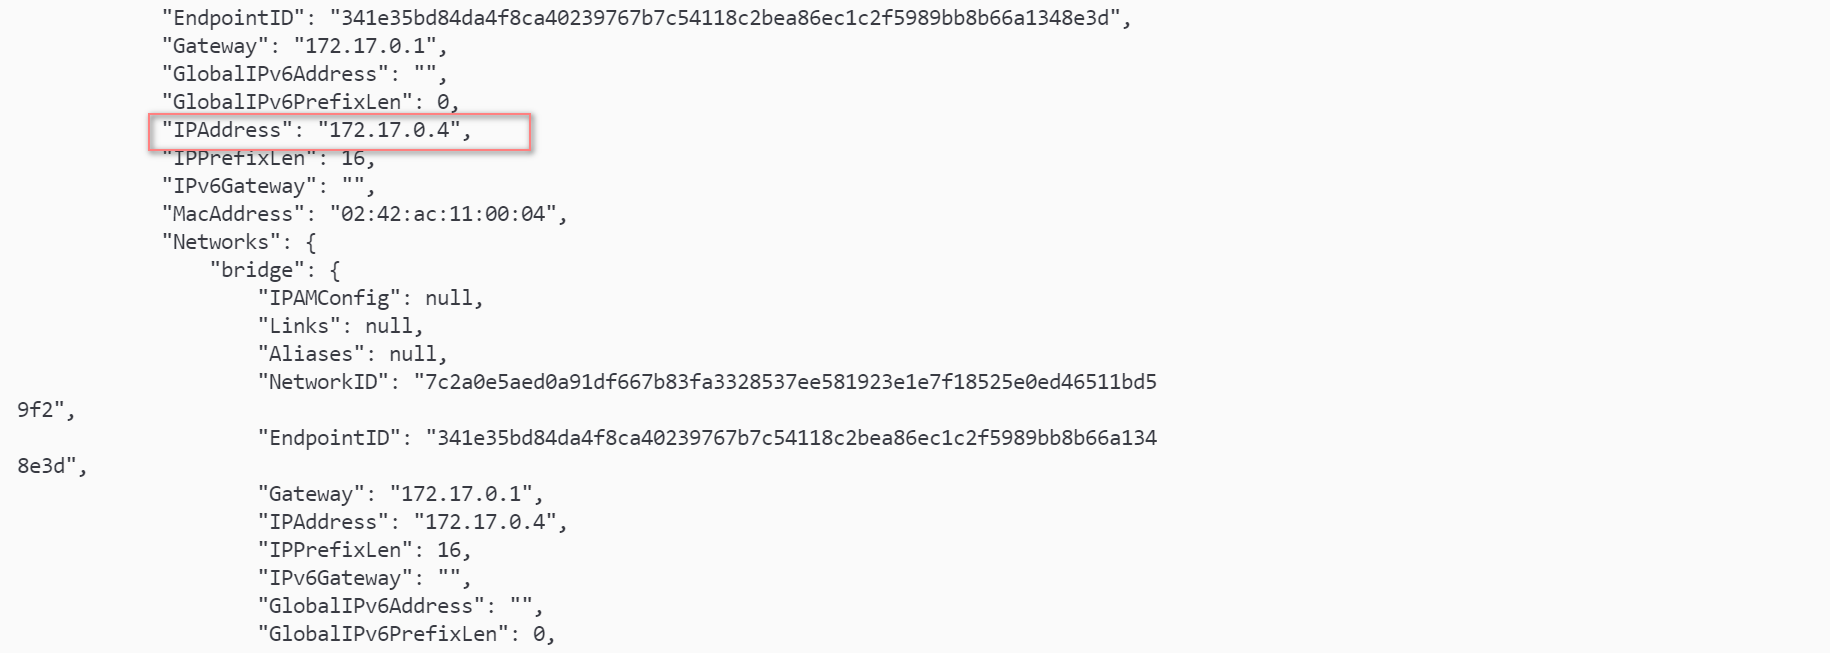 "EndpointID": "341e35bd84da4f8ca40239767b7c54118c2bea86ec1c2f5989bb8b66a1348e3d",
"Gateway": "172.17.0.1",
"GlobalIPv6Address": "",
"GlobalIPv6PrefixLen": 0,
"IPAddress": "172.17.0.4",
"IPPrefixLen": 16,
"IPv6Gateway": "",
"MacAddress": "02:42:ac:11:00:04",
"Networks": {
"bridge": {
"IPAMConfig": null,
"Links": null,
"Aliases": null,
"NetworkID": "7c2a0e5aed0a91df667b83fa3328537ee581923e1e7f18525e0ed46511bd5
9f2",
"EndpointID": "341e35bd84da4f8ca40239767b7c54118c2bea86ec1c2f5989bb8b66a134
8e3d",
"Gateway": "172.17.0.1",
"IPAddress": "172.17.0.4",
"IPPrefixLen": 16,
"IPv6Gateway": "",
"GlobalIPv6Address": "",
"GlobalIPv6PrefixLen": 0,